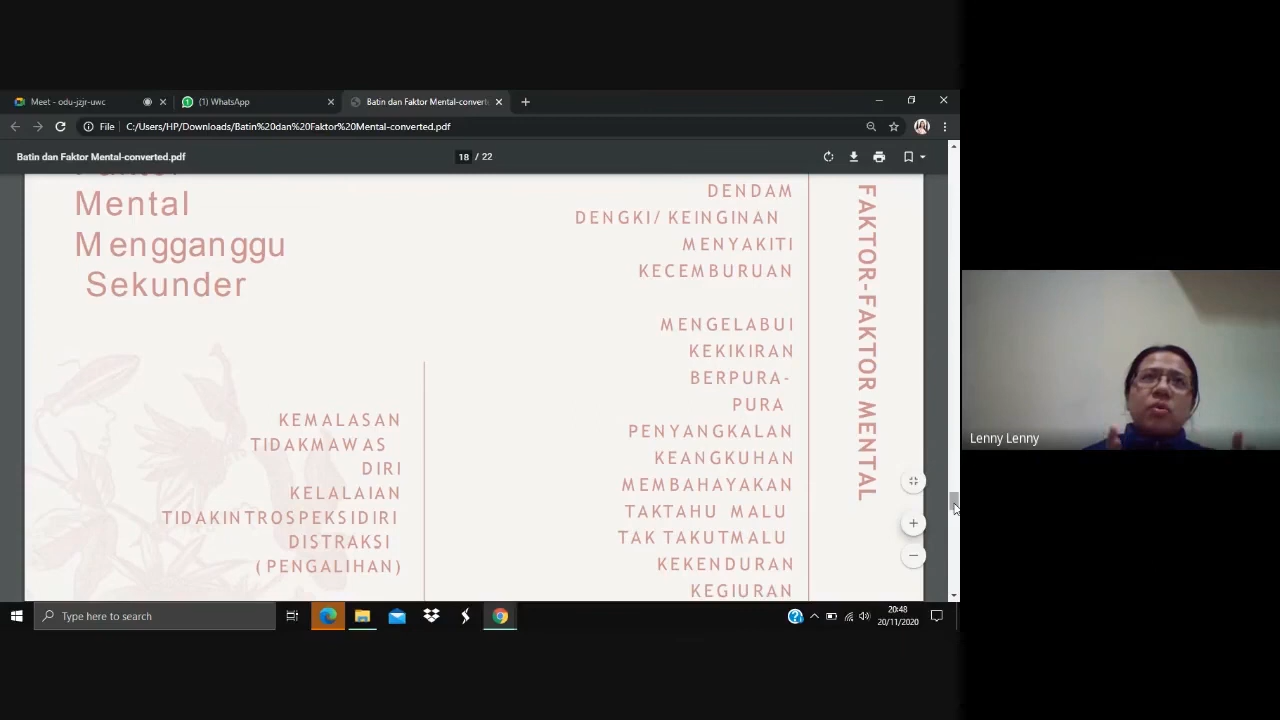 Meet - odu-jzjr-uwc
(1) WhatsApp
Batin dan Faktor Mental-convert
File
C:/Users/HP/Downloads/Batin%20dan%20Faktor%20Mental-converted.pdf
Batin dan Faktor Mental-converted.pdf
18 / 22
Mental
Mengganggu
Sekunder
KEMALASAN
TIDAKMAWAS
DIRI
KELALAIAN
TIDAKINTROSPEKSIDIRI
DISTRAKSI
(PENGALIHAN)
DENDAM
DENGKI/ KEINGINAN
MENYAKITI
KECEMBURUAN
MENGELABUI
KEKIKIRAN
BERPURA-
PURA
PENYANGKALAN
KEANGKUHAN
MEMBAHAYAKAN
TAKTAHU MALU
TAK TAKUTMALU
KEKENDURAN
KEGIURAN
FAKTOR-FAKTOR MENTAL
Lenny Lenny
Type here to search
20:48
20/11/2020